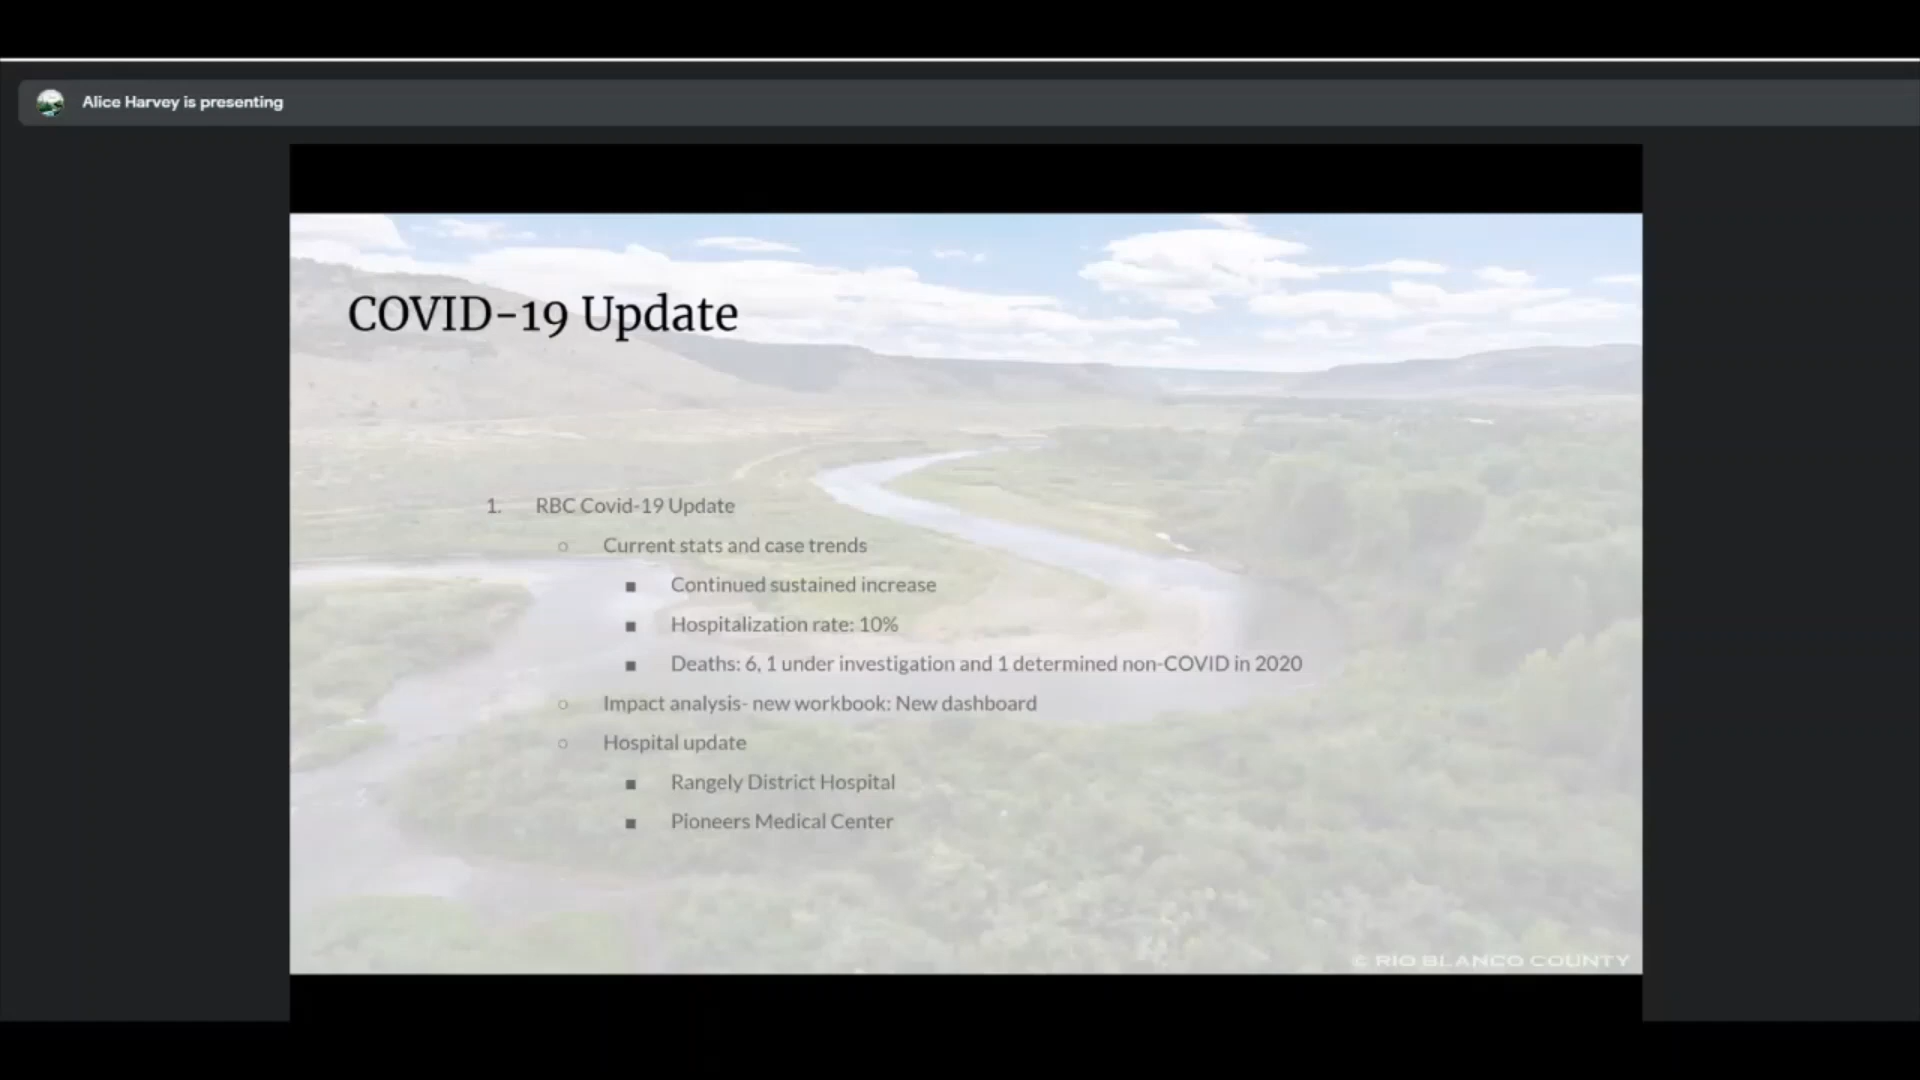 Alice Harvey is presenting
COVID-19 Update
1. RBC Covid-19 Update
○ Current stats and case trends
■ Continued sustained increase
■ Hospitalization rate: 10%
■ Deaths: 6, 1 under investigation and 1 determined non-COVID in 2020
○ Impact analysis- new workbook: New dashboard
○ Hospital update
■ Rangely District Hospital
■ Pioneers Medical Center
© RIO BLANCO COUNTY